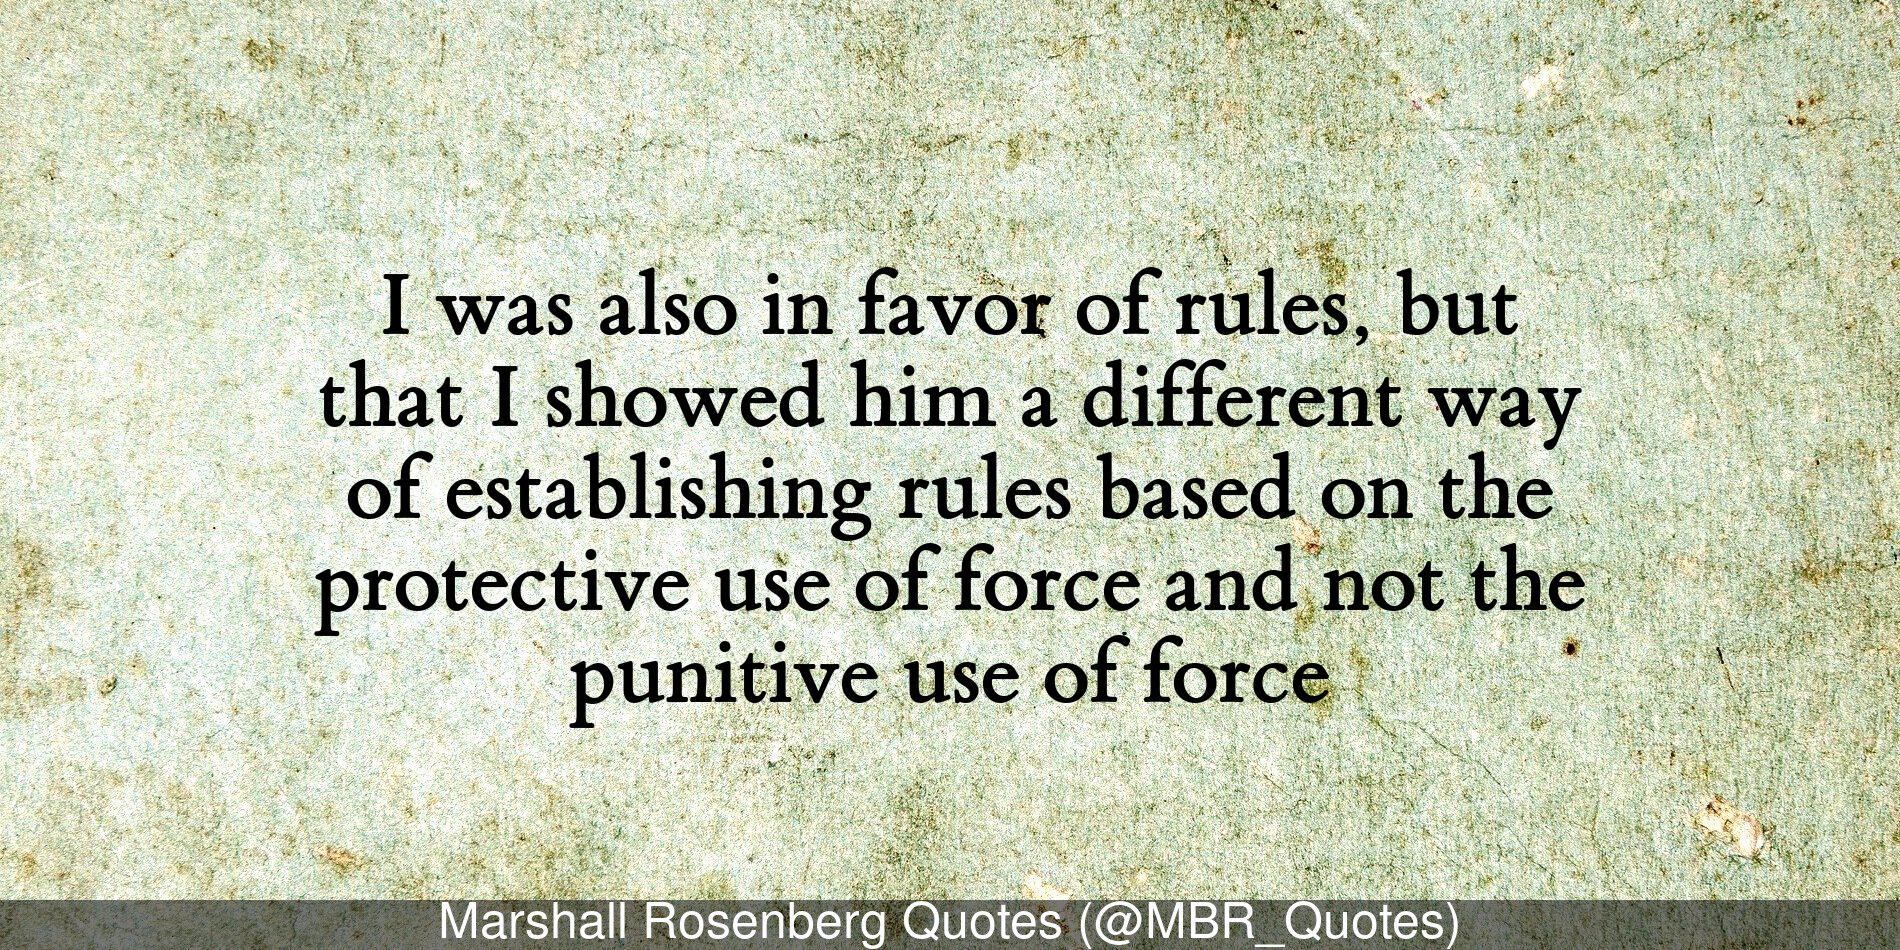 I was also in favor of rules, but
that I showed him a different way
of establishing rules based on the
protective use of force and not the
punitive use of force
Marshall Rosenberg Quotes (@MBR_Quotes)